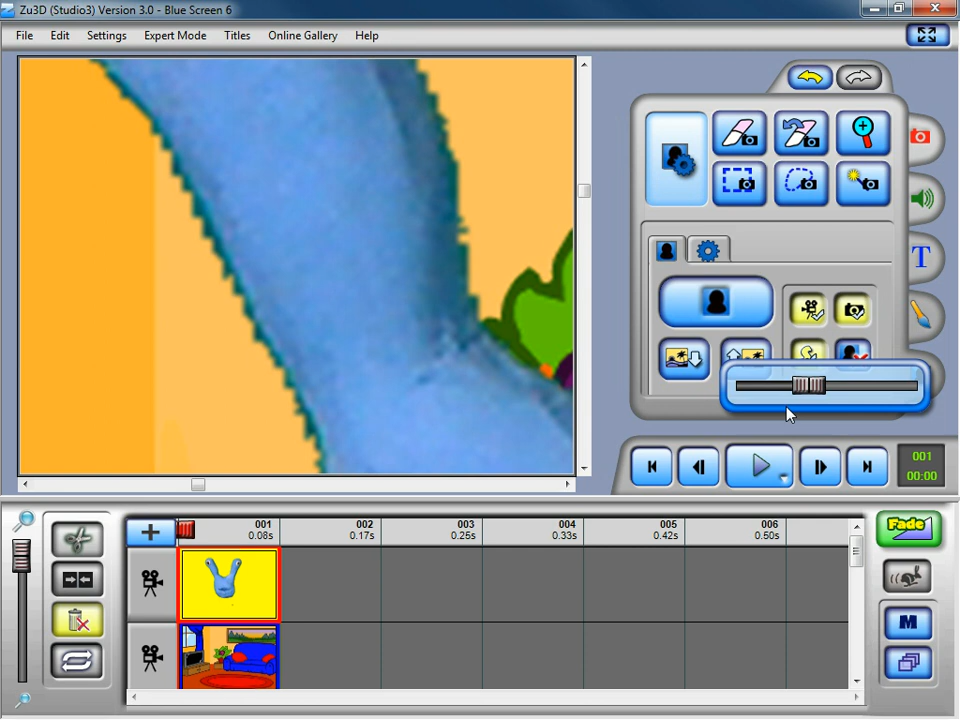 Zu3D (Studio3) Version 3.0 - Blue Screen 6
File Edit Settings Expert Mode Titles Online Gallery Help
T
001
00:00
001 002 003 004 005 006
0.08s 0.17s 0.25s 0.33s 0.42s 0.50s
Fade
M